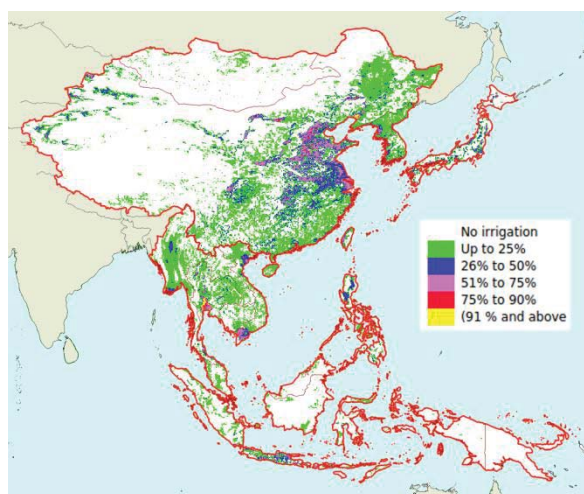 No irrigation
Up to 25%
26% to 50%
51% to 75%
75% to 90%
(91 % and above